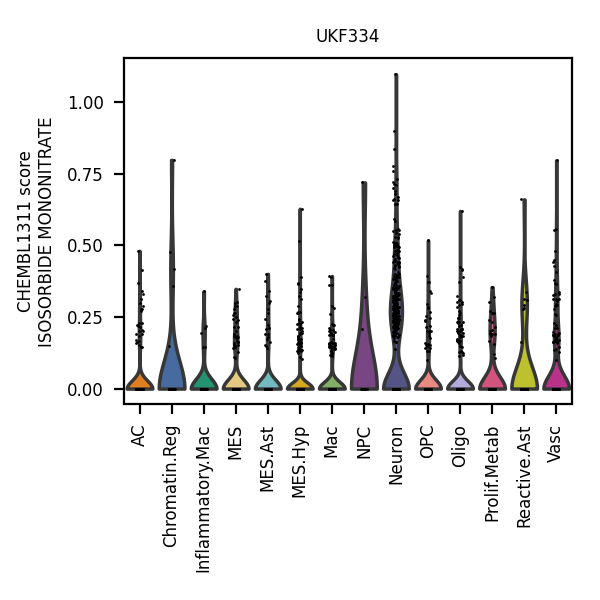 UKF334
CHEMBL1311 score
ISOSORBIDE MONONITRATE
1.00
0.75
0.50
0.25
0.00
AC
Chromatin.Reg
Inflammatory.Mac
MES
MES.Ast
MES.Hyp
Mac
NPC
Neuron
OPC
Oligo
Prolif.Metab
Reactive.Ast
Vasc